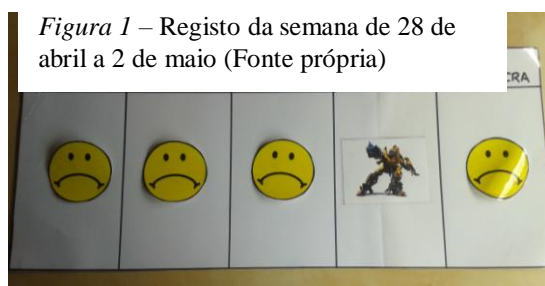 Figura 1 – Registo da semana de 28 de
abril a 2 de maio (Fonte própria)